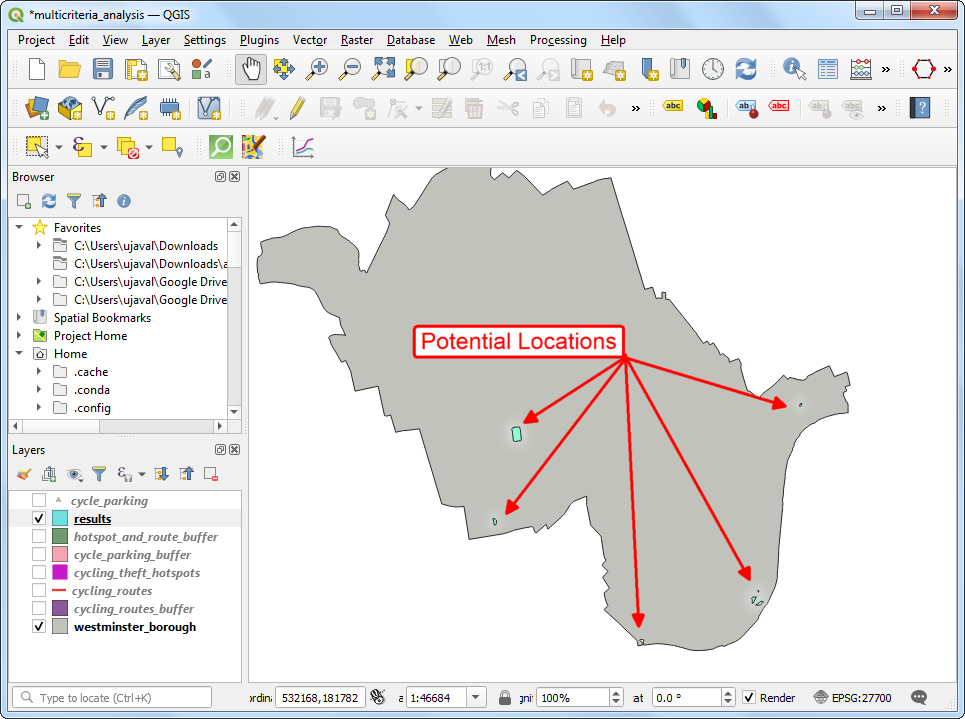 *multicriteria_analysis — QGIS
Project Edit View Layer Settings Plugins Vector Raster Database Web Mesh Processing Help
Browser
Favorites
C:\Users\ujaval\Downloads
C:\Users\ujaval\Downloads\a
C:\Users\ujaval\Google Drive
C:\Users\ujaval\Google Drive
Spatial Bookmarks
Project Home
Home
.cache
.conda
.config
Layers
cycle_parking
results
hotspot_and_route_buffer
cycle_parking_buffer
cycling_theft_hotspots
cycling_routes
cycling_routes_buffer
westminster_borough
Potential Locations
Type to locate (Ctrl+K) ordina 532168,181782 a 1:46684 gni 100% at 0.0 ° Render EPSG:27700